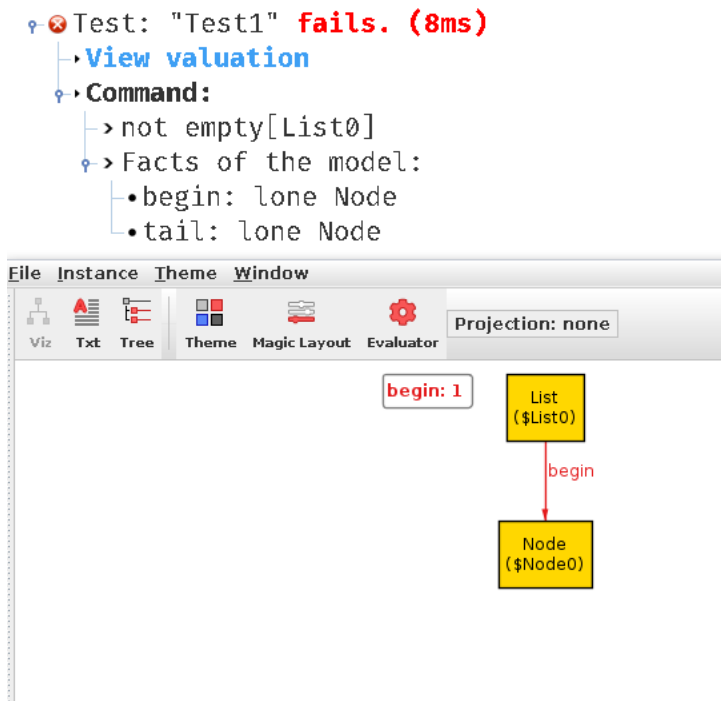 Test: "Test1" fails. (8ms)
View valuation
Command:
not empty[List0]
Facts of the model:
begin: lone Node
tail: lone Node
File Instance Theme Window
Viz Txt Tree Theme Magic Layout Evaluator Projection: none
begin: 1
List
($List0)
begin
Node
($Node0)